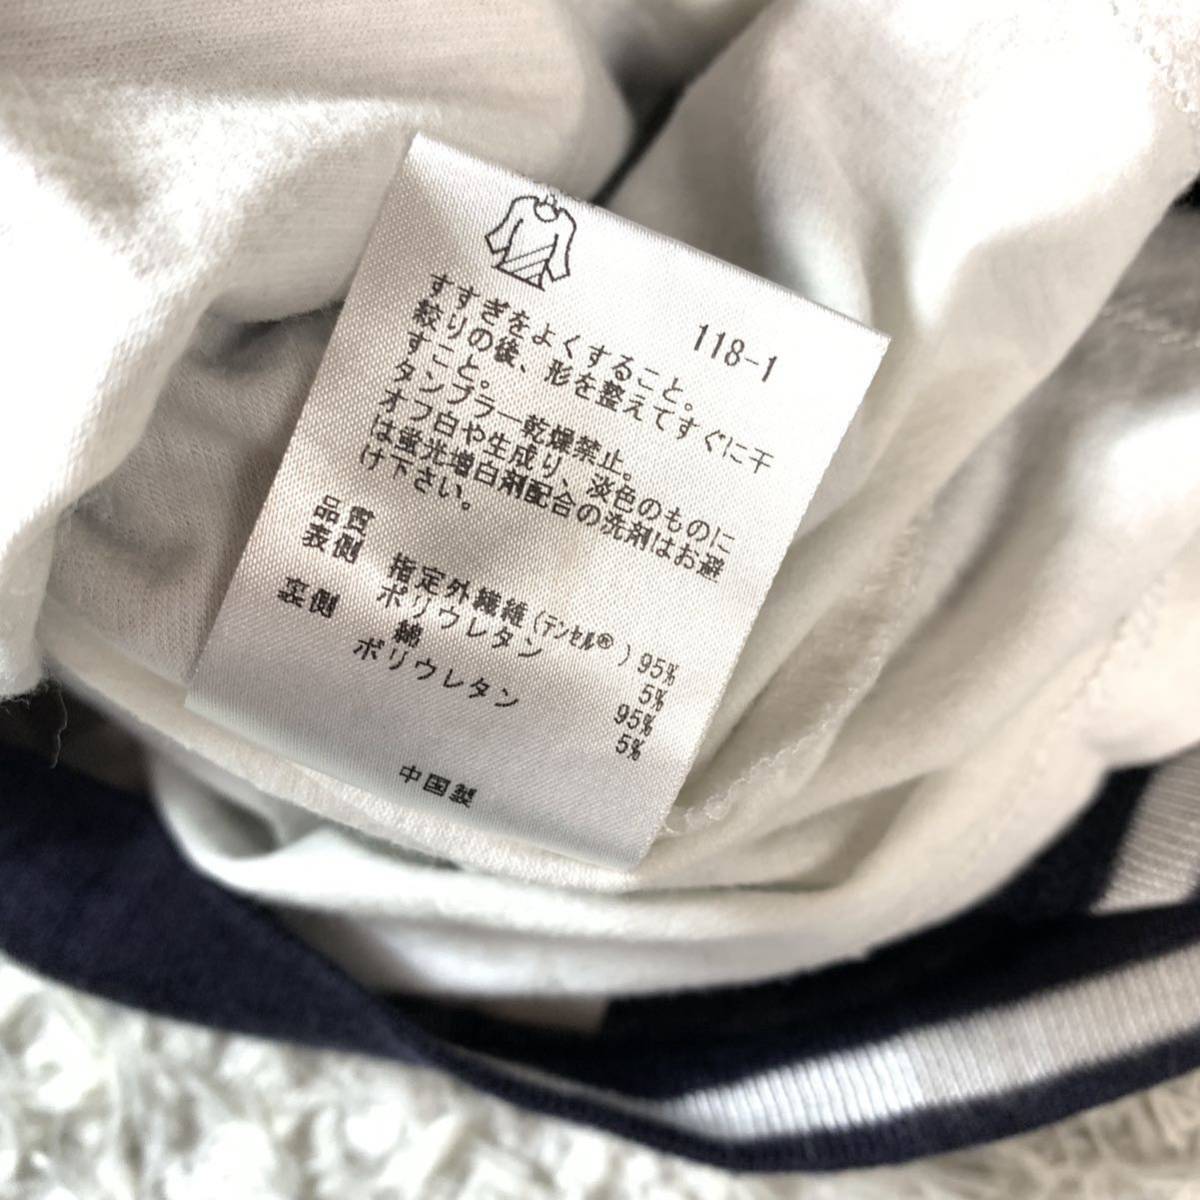 118-1
すすぎをよくすること。
絞りの後、形を整えてすぐに干
すこと。
タンブラー乾燥禁止。
オフ白や生成り、淡色のものに
は蛍光増白剤配合の洗剤はお避
け下さい。
品質
表側 指定外繊維(テンセル®) 95%
ポリウレタン 5%
裏側 綿 95%
ポリウレタン 5%
中国製